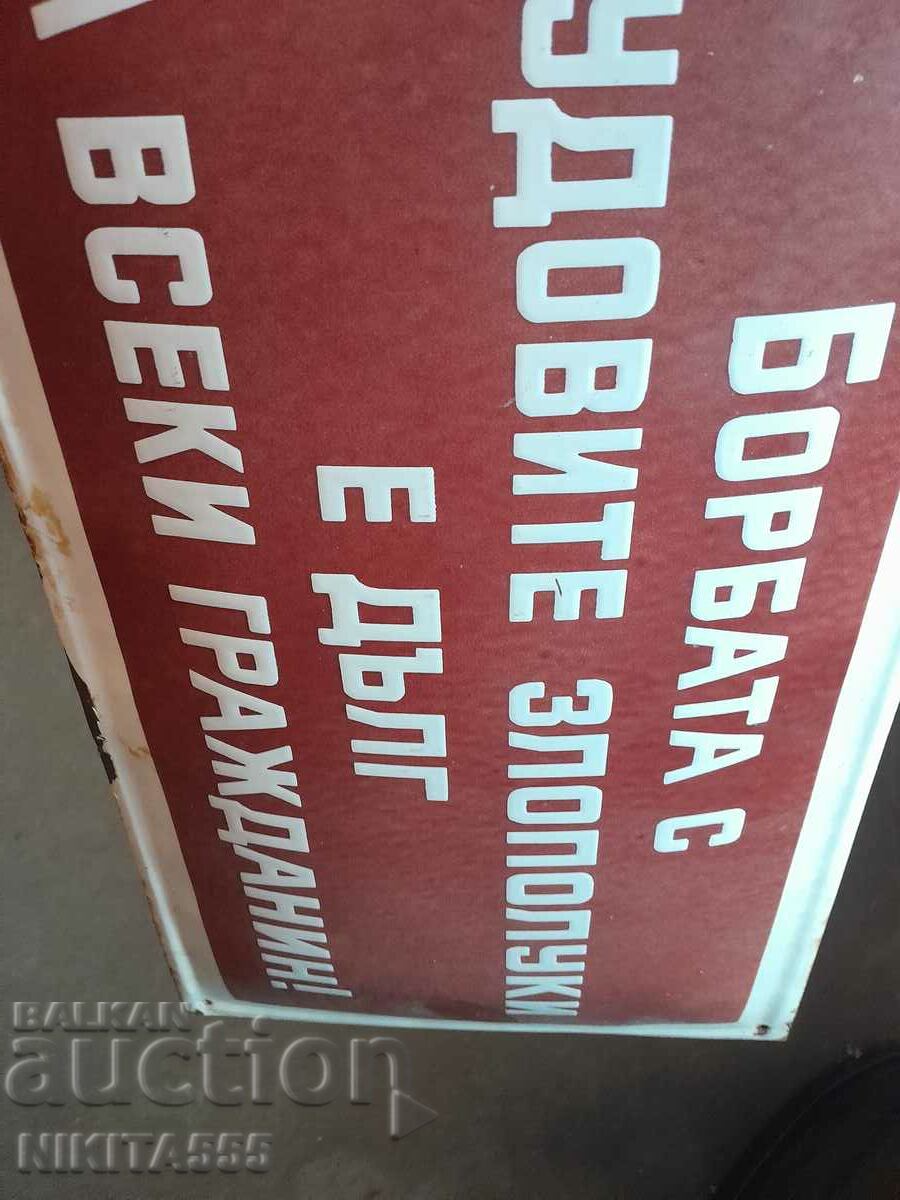 БОРБАТА С
УДОВИТЕ ЗЛОПОЛУКИ
Е ДЪЛГ
ВСЕКИ ГРАЖДАНИН!
BALKAN
auction
NIKITA555